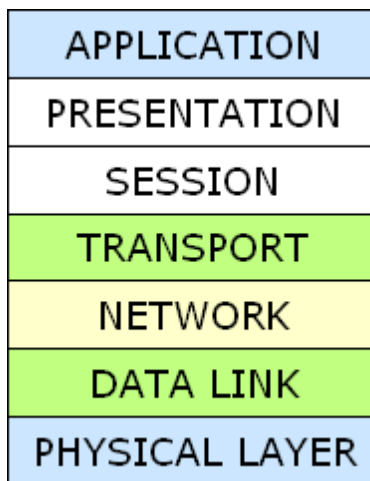 APPLICATION
PRESENTATION
SESSION
TRANSPORT
NETWORK
DATA LINK
PHYSICAL LAYER